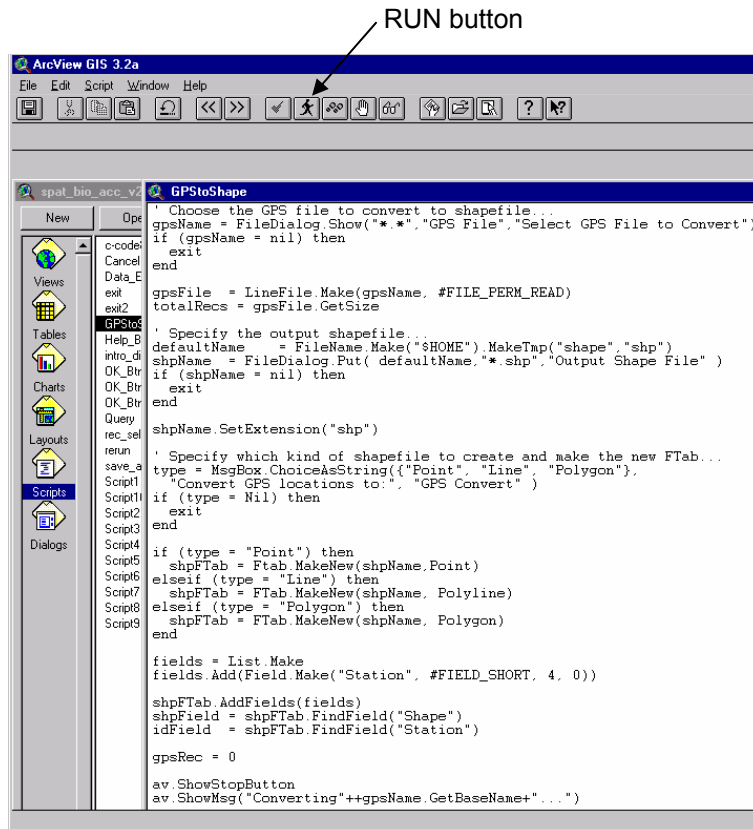 RUN button
ArcView GIS 3.2a
File Edit Script Window Help
spat_bio_acc_v2
New
Ope
Views
Tables
Charts
Layouts
Scripts
Dialogs
c-code
Cancel
Data_E
exit
exit2
GPStoS
Help_B
intro_di
OK_Btr
OK_Btr
OK_Btr
Query
rec_sel
rerun
save_a
Script1
Script1
Script2
Script3
Script4
Script5
Script6
Script7
Script8
Script9
GPStoShape
' Choose the GPS file to convert to shapefile...
gpsName = FileDialog.Show("*.*","GPS File","Select GPS File to Convert")
if (gpsName = nil) then
  exit
end
gpsFile  = LineFile.Make(gpsName, #FILE_PERM_READ)
totalRecs = gpsFile.GetSize
' Specify the output shapefile...
defaultName    = FileName.Make("$HOME").MakeTmp("shape","shp")
shpName  = FileDialog.Put( defaultName,"*.shp","Output Shape File" )
if (shpName = nil) then
  exit
end
shpName.SetExtension("shp")
' Specify which kind of shapefile to create and make the new FTab...
type = MsgBox.ChoiceAsString({"Point", "Line", "Polygon"},
  "Convert GPS locations to:", "GPS Convert" )
if (type = Nil) then
  exit
end
if (type = "Point") then
  shpFTab = Ftab.MakeNew(shpName,Point)
elseif (type = "Line") then
  shpFTab = FTab.MakeNew(shpName, Polyline)
elseif (type = "Polygon") then
  shpFTab = FTab.MakeNew(shpName, Polygon)
end
fields = List.Make
fields.Add(Field.Make("Station", #FIELD_SHORT, 4, 0))
shpFTab.AddFields(fields)
shpField = shpFTab.FindField("Shape")
idField  = shpFTab.FindField("Station")
gpsRec = 0
av.ShowStopButton
av.ShowMsg("Converting"++gpsName.GetBaseName+"...")